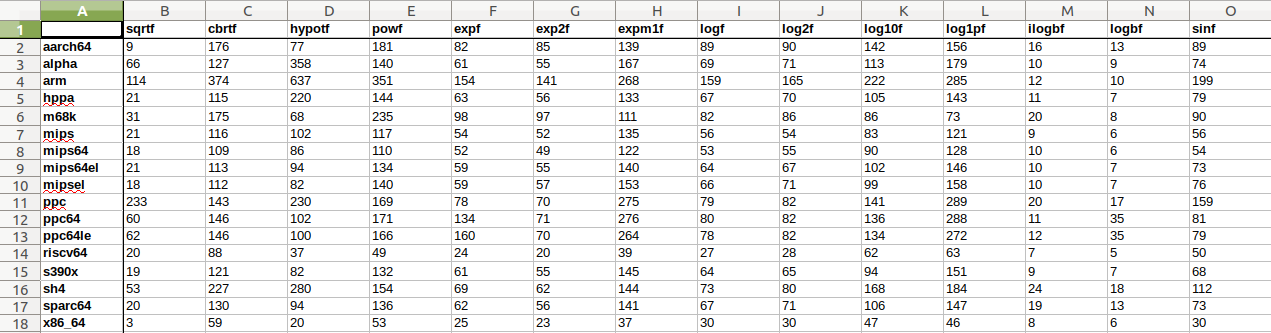 A B C D E F G H I J K L M N O
1 sqrtf cbrtf hypotf powf expf exp2f expm1f logf log2f log10f log1pf ilogbf logbf sinf
2 aarch64 9 176 77 181 82 85 139 89 90 142 156 16 13 89
3 alpha 66 127 358 140 61 55 167 69 71 113 179 10 9 74
4 arm 114 374 637 351 154 141 268 159 165 222 285 12 10 199
5 hppa 21 115 220 144 63 56 133 67 70 105 143 11 7 79
6 m68k 31 175 68 235 98 97 111 82 86 86 73 20 8 90
7 mips 21 116 102 117 54 52 135 56 54 83 121 9 6 56
8 mips64 18 109 86 110 52 49 122 53 55 90 128 10 6 54
9 mips64el 21 113 94 134 59 55 140 64 67 102 146 10 7 73
10 mipsel 18 112 82 140 59 57 153 66 71 99 158 10 7 76
11 ppc 233 143 230 169 78 70 275 79 82 141 289 20 17 159
12 ppc64 60 146 102 171 134 71 276 80 82 136 288 11 35 81
13 ppc64le 62 146 100 166 160 70 264 78 82 134 272 12 35 79
14 riscv64 20 88 37 49 24 20 39 27 28 62 63 7 5 50
15 s390x 19 121 82 132 61 55 145 64 65 94 151 9 7 68
16 sh4 53 227 280 154 69 62 144 73 80 168 184 24 18 112
17 sparc64 20 130 94 136 62 56 141 67 71 106 147 19 13 73
18 x86_64 3 59 20 53 25 23 37 30 30 47 46 8 6 30